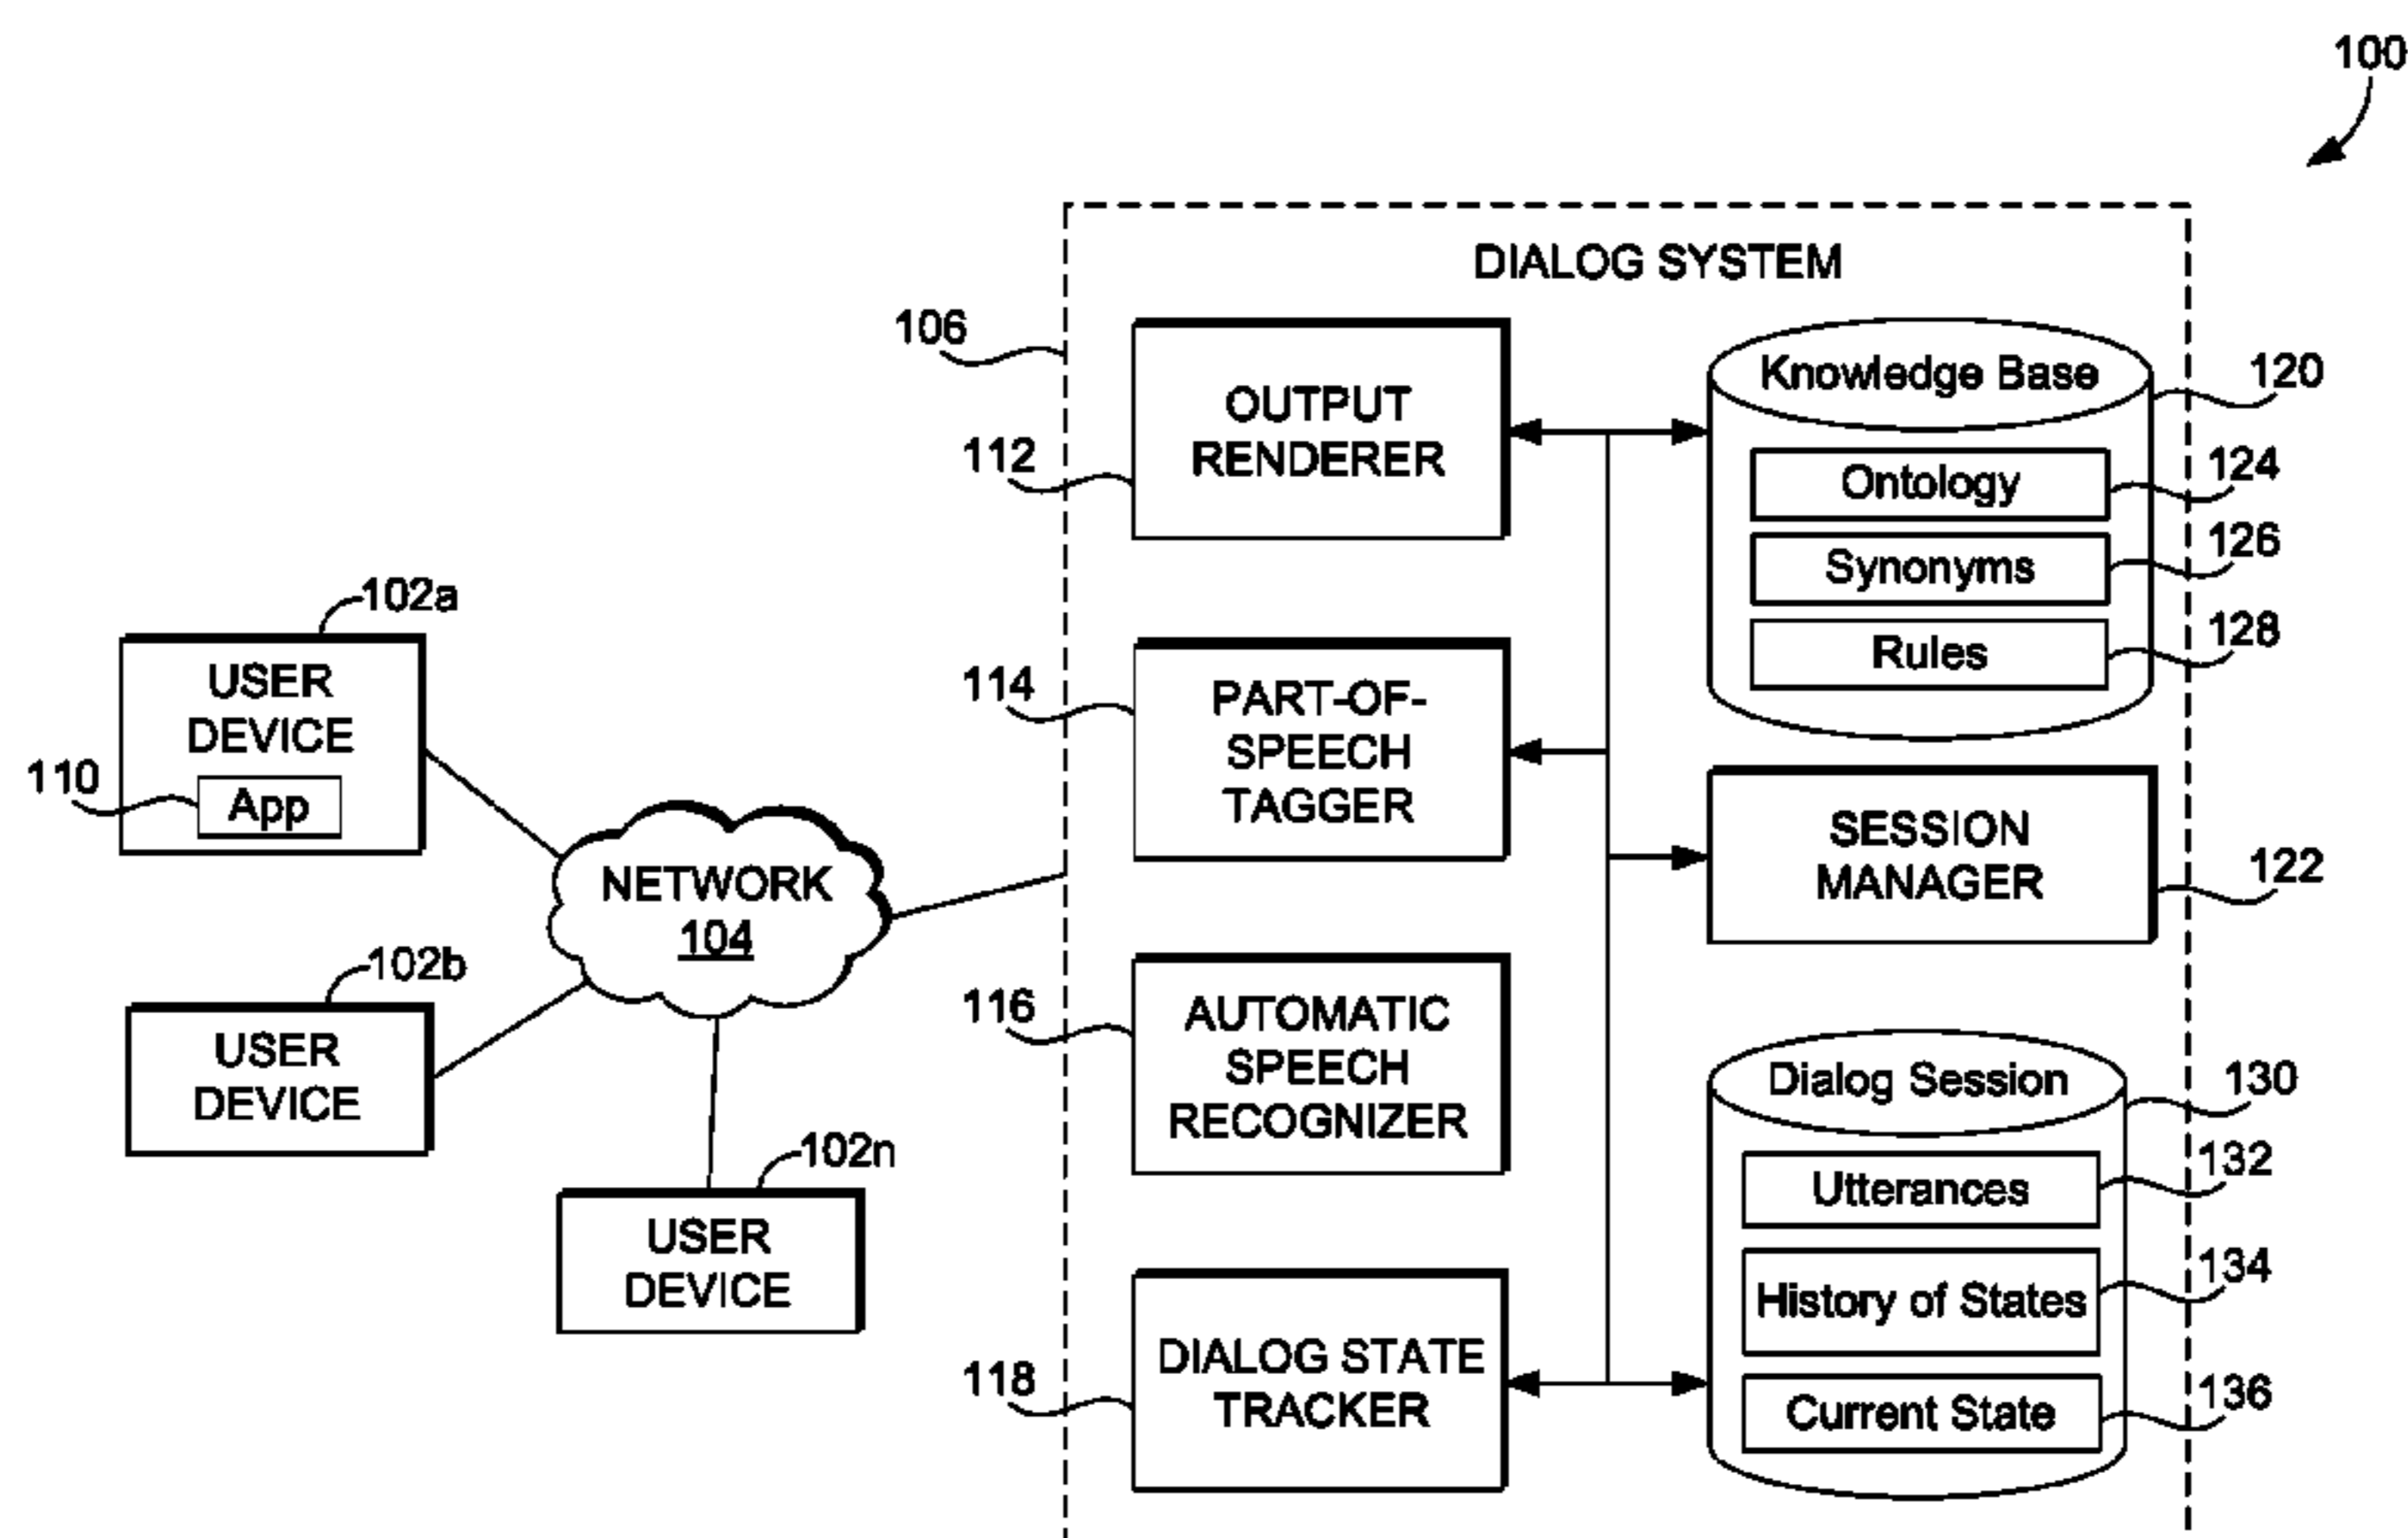 100
DIALOG SYSTEM
106
OUTPUT
RENDERER
112
Knowledge Base
120
Ontology
124
Synonyms
126
Rules
128
102a
USER
DEVICE
110
App
114
PART-OF-
SPEECH
TAGGER
SESSION
MANAGER
122
NETWORK
104
102b
USER
DEVICE
116
AUTOMATIC
SPEECH
RECOGNIZER
Dialog Session
130
Utterances
132
History of States
134
Current State
136
102n
USER
DEVICE
118
DIALOG STATE
TRACKER